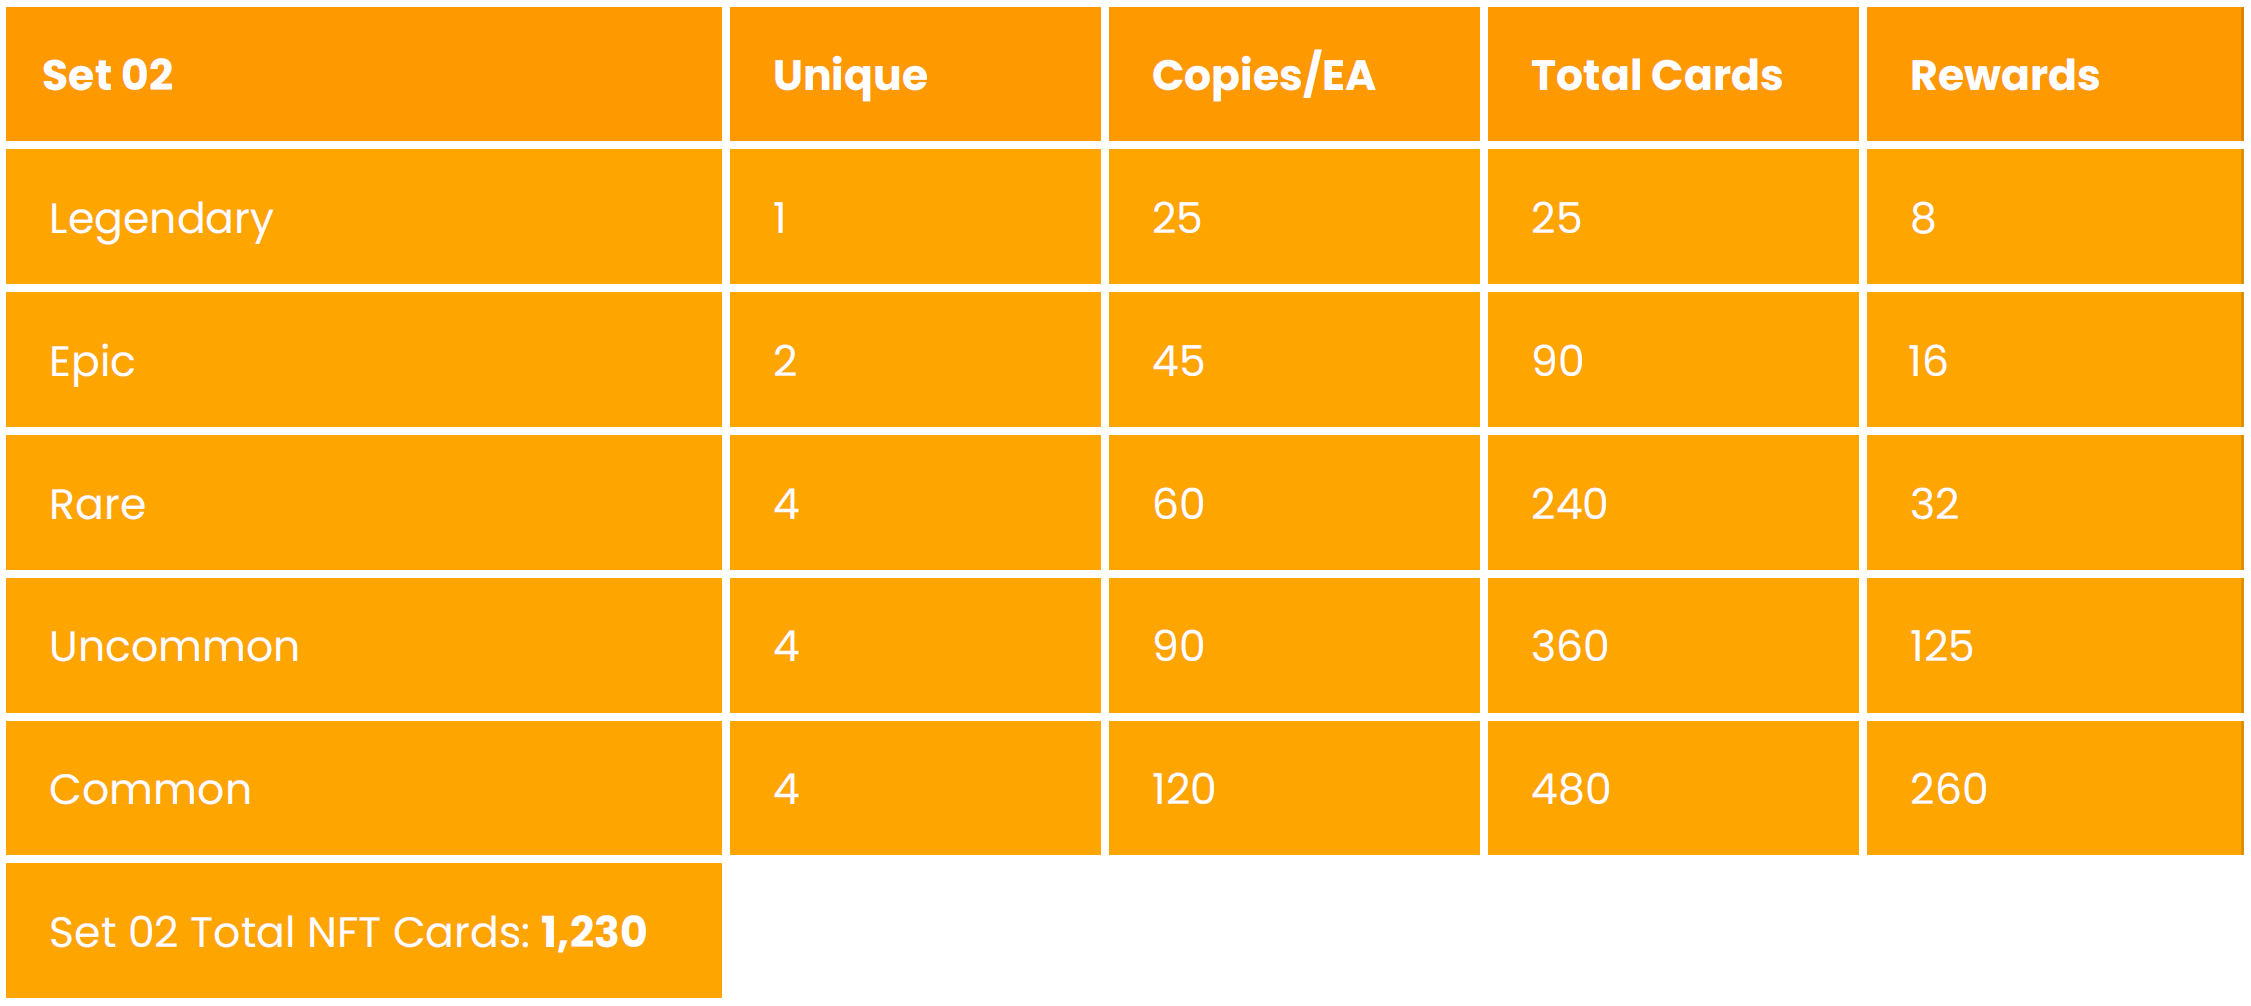 Set 02 Unique Copies/EA Total Cards Rewards
Legendary 1 25 25 8
Epic 2 45 90 16
Rare 4 60 240 32
Uncommon 4 90 360 125
Common 4 120 480 260
Set 02 Total NFT Cards: 1,230